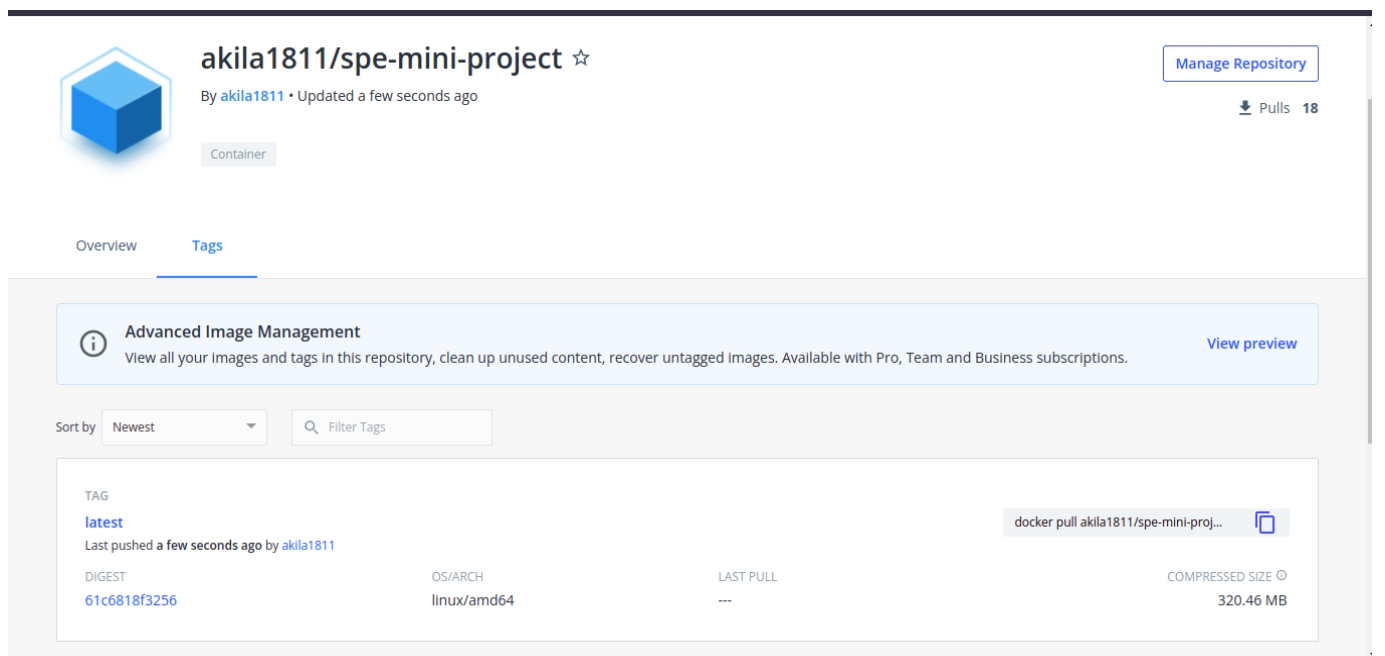 akila1811/spe-mini-project
Manage Repository
By akila1811 • Updated a few seconds ago
Pulls 18
Container
Overview
Tags
Advanced Image Management
View all your images and tags in this repository, clean up unused content, recover untagged images. Available with Pro, Team and Business subscriptions.
View preview
Sort by
Newest
Filter Tags
TAG
latest
docker pull akila1811/spe-mini-proj...
Last pushed a few seconds ago by akila1811
DIGEST
OS/ARCH
LAST PULL
COMPRESSED SIZE
61c6818f3256
linux/amd64
---
320.46 MB